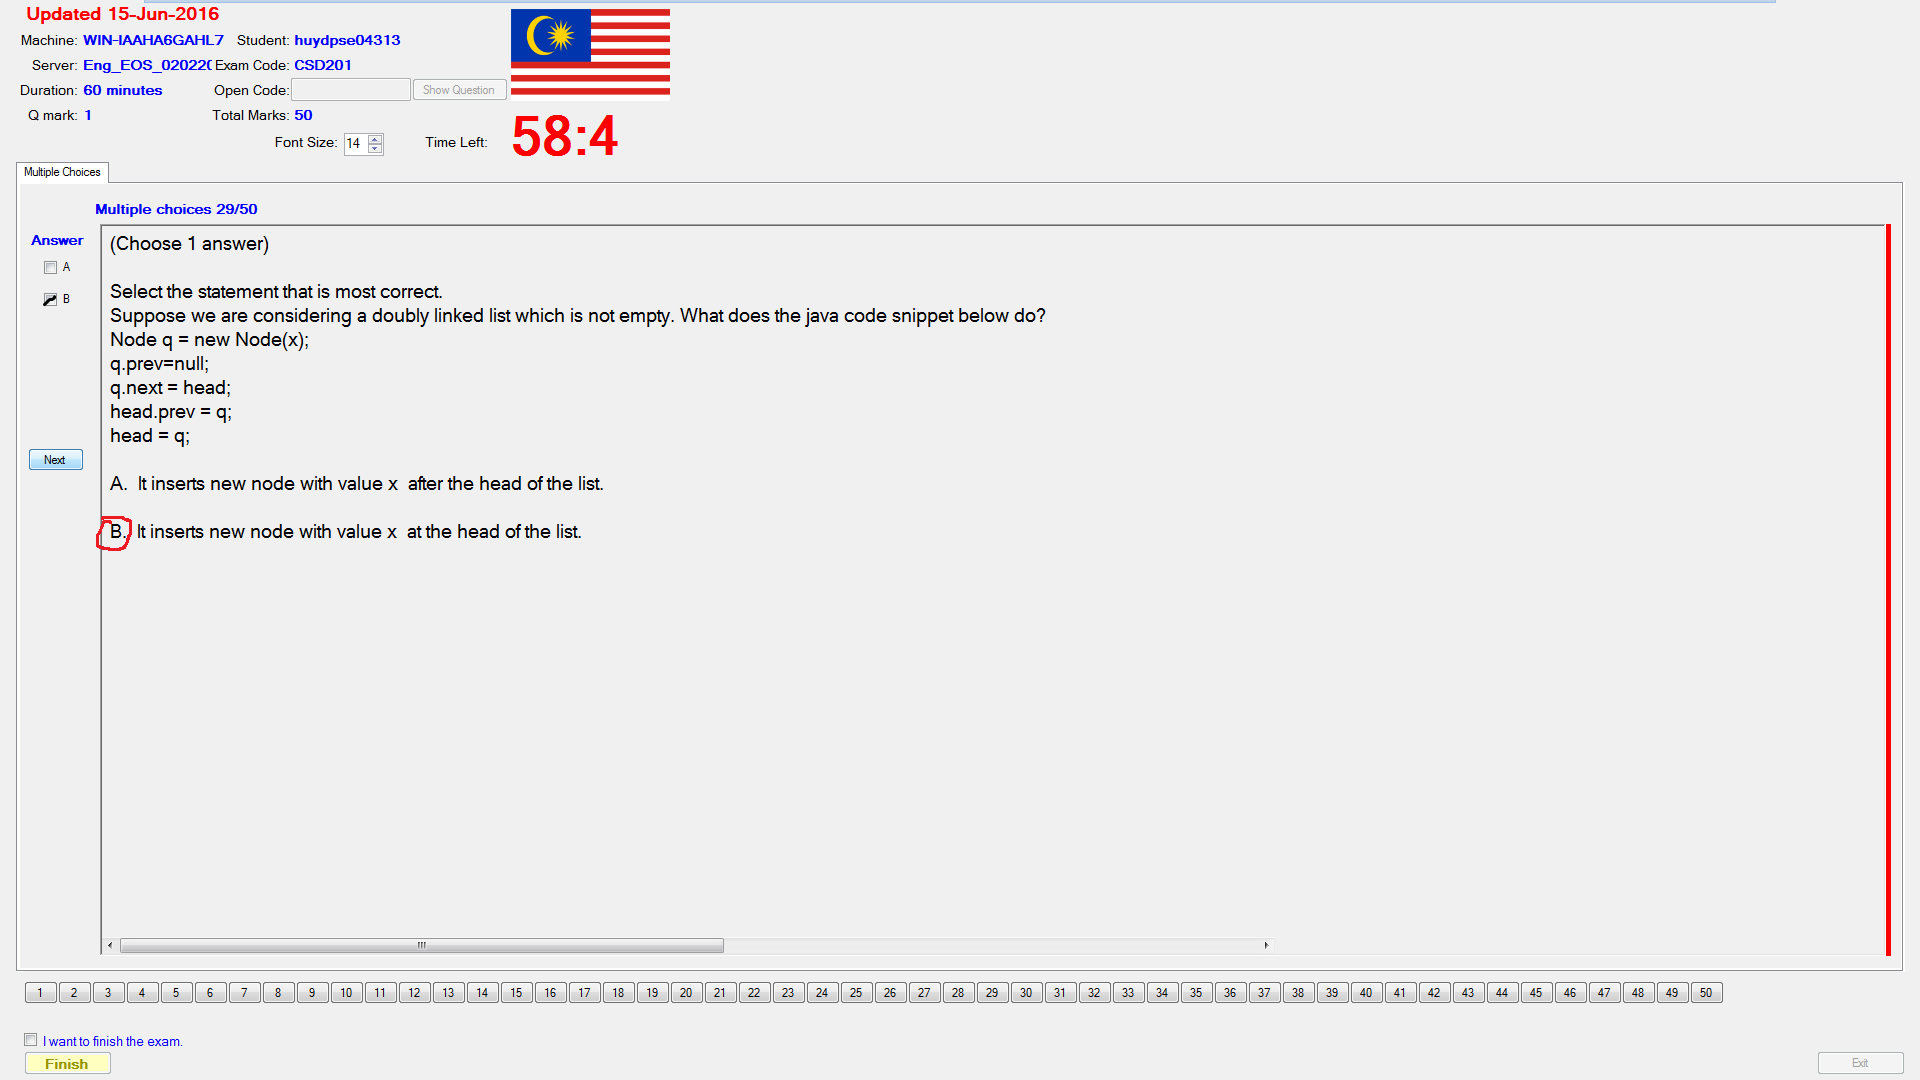 Updated 15-Jun-2016
Machine: WIN-IAAHA6GAHL7 Student: huydpse04313
Server: Eng_EOS_020220 Exam Code: CSD201
Duration: 60 minutes Open Code: Show Question
Q mark: 1 Total Marks: 50
Font Size: 14 Time Left: 58:4
Multiple Choices
Multiple choices 29/50
Answer
A
B
Next
(Choose 1 answer)
Select the statement that is most correct.
Suppose we are considering a doubly linked list which is not empty. What does the java code snippet below do?
Node q = new Node(x);
q.prev=null;
q.next = head;
head.prev = q;
head = q;
A. It inserts new node with value x after the head of the list.
B. It inserts new node with value x at the head of the list.
1 2 3 4 5 6 7 8 9 10 11 12 13 14 15 16 17 18 19 20 21 22 23 24 25 26 27 28 29 30 31 32 33 34 35 36 37 38 39 40 41 42 43 44 45 46 47 48 49 50
I want to finish the exam.
Finish
Exit